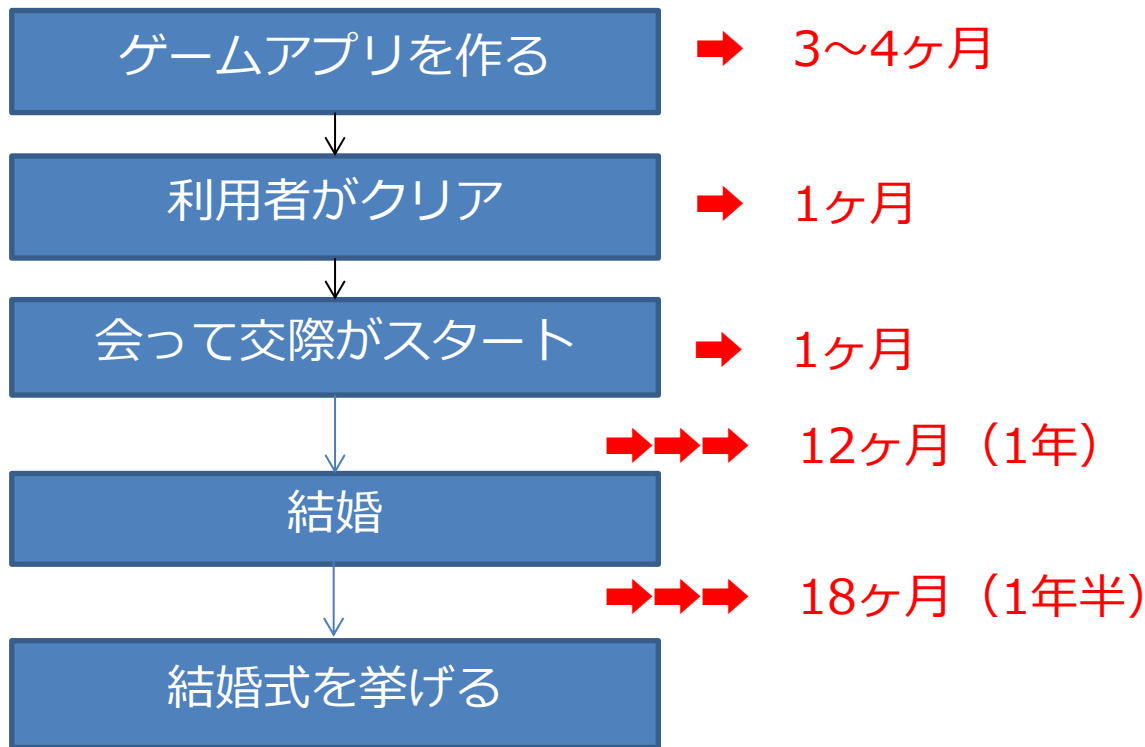 ゲームアプリを作る
3～4ヶ月
利用者がクリア
1ヶ月
会って交際がスタート
1ヶ月
12ヶ月（1年）
結婚
18ヶ月（1年半）
結婚式を挙げる